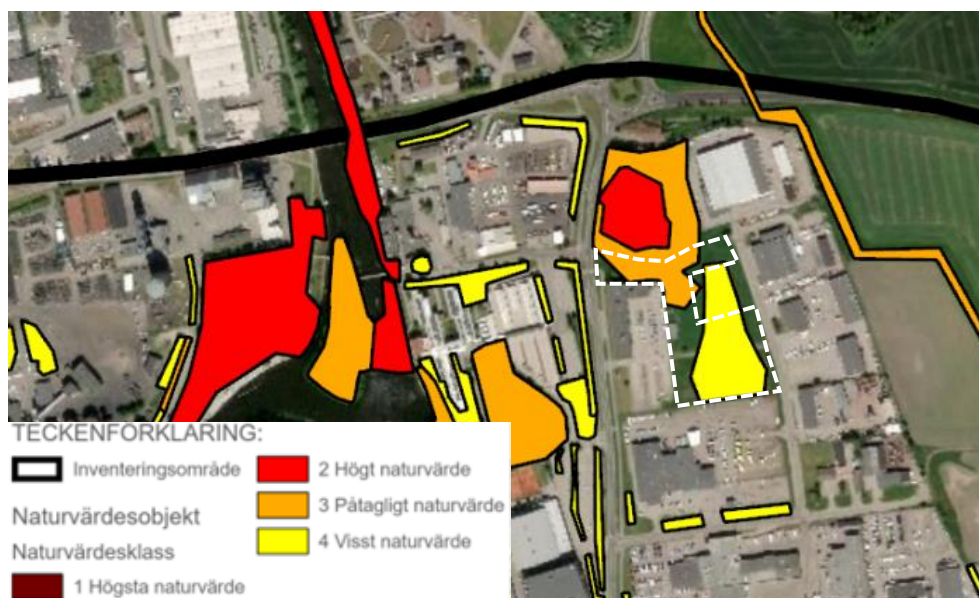 TECKENFÖRKLARING:
Inventeringsområde
Naturvärdesobjekt
Naturvärdesklass
1 Högsta naturvärde
2 Högt naturvärde
3 Påtagligt naturvärde
4 Visst naturvärde